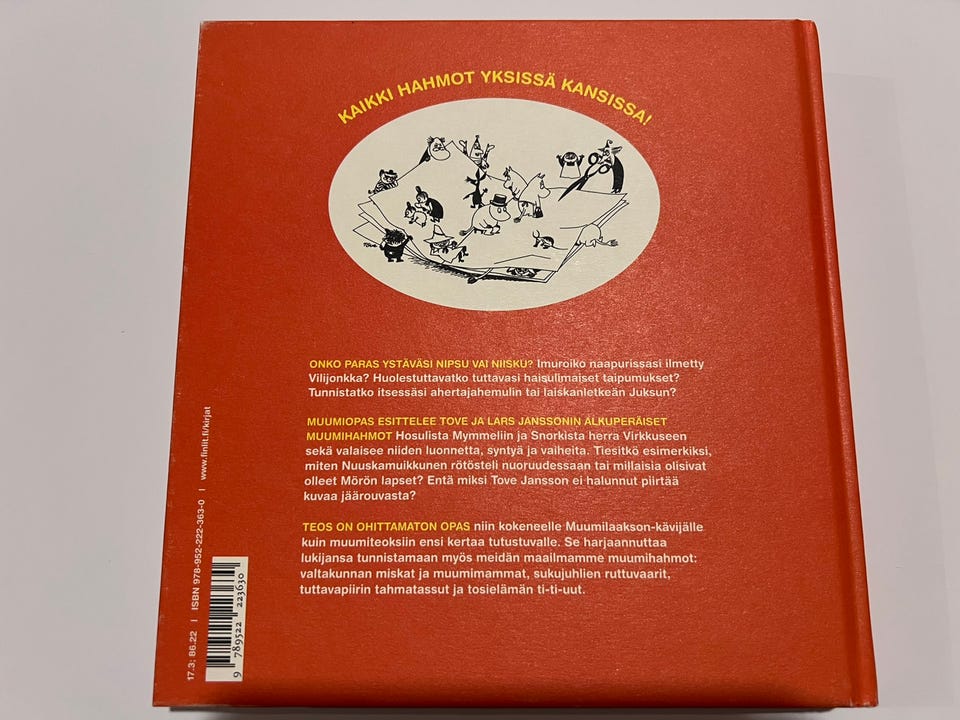 KAIKKI HAHMOT YKSISSÄ KANSISSA!
TOVE
ONKO PARAS YSTÄVÄSI NIPSU VAI NIISKU? Imuroiko naapurissasi ilmetty
Vilijonkka? Huolestuttavatko tuttavasi haisulimaiset taipumukset?
Tunnistatko itsessäsi ahertajahemulin tai laiskanletkeän Juksun?
MUUMIOPAS ESITTELEE TOVE JA LARS JANSSONIN ALKUPERÄISET
MUUMIHAHMOT Hosulista Mymmeliin ja Snorkista herra Virkkuseen
sekä valaisee niiden luonnetta, syntyä ja vaiheita. Tiesitkö esimerkiksi,
miten Nuuskamuikkunen rötösteli nuoruudessaan tai millaisia olisivat
olleet Mörön lapset? Entä miksi Tove Jansson ei halunnut piirtää
kuvaa jäärouvasta?
TEOS ON OHITTAMATON OPAS niin kokeneelle Muumilaakson-kävijälle
kuin muumiteoksiin ensi kertaa tutustuvalle. Se harjaannuttaa
lukijansa tunnistamaan myös meidän maailmamme muumihahmot:
valtakunnan miskat ja muumimammat, sukujuhlien ruttuvaarit,
tuttavapiirin tahmatassut ja tosielämän ti-ti-uut.
17.3; 86.22 I ISBN 978-952-222-363-0 I www.finlit.fi/kirjat
9 789522 223630